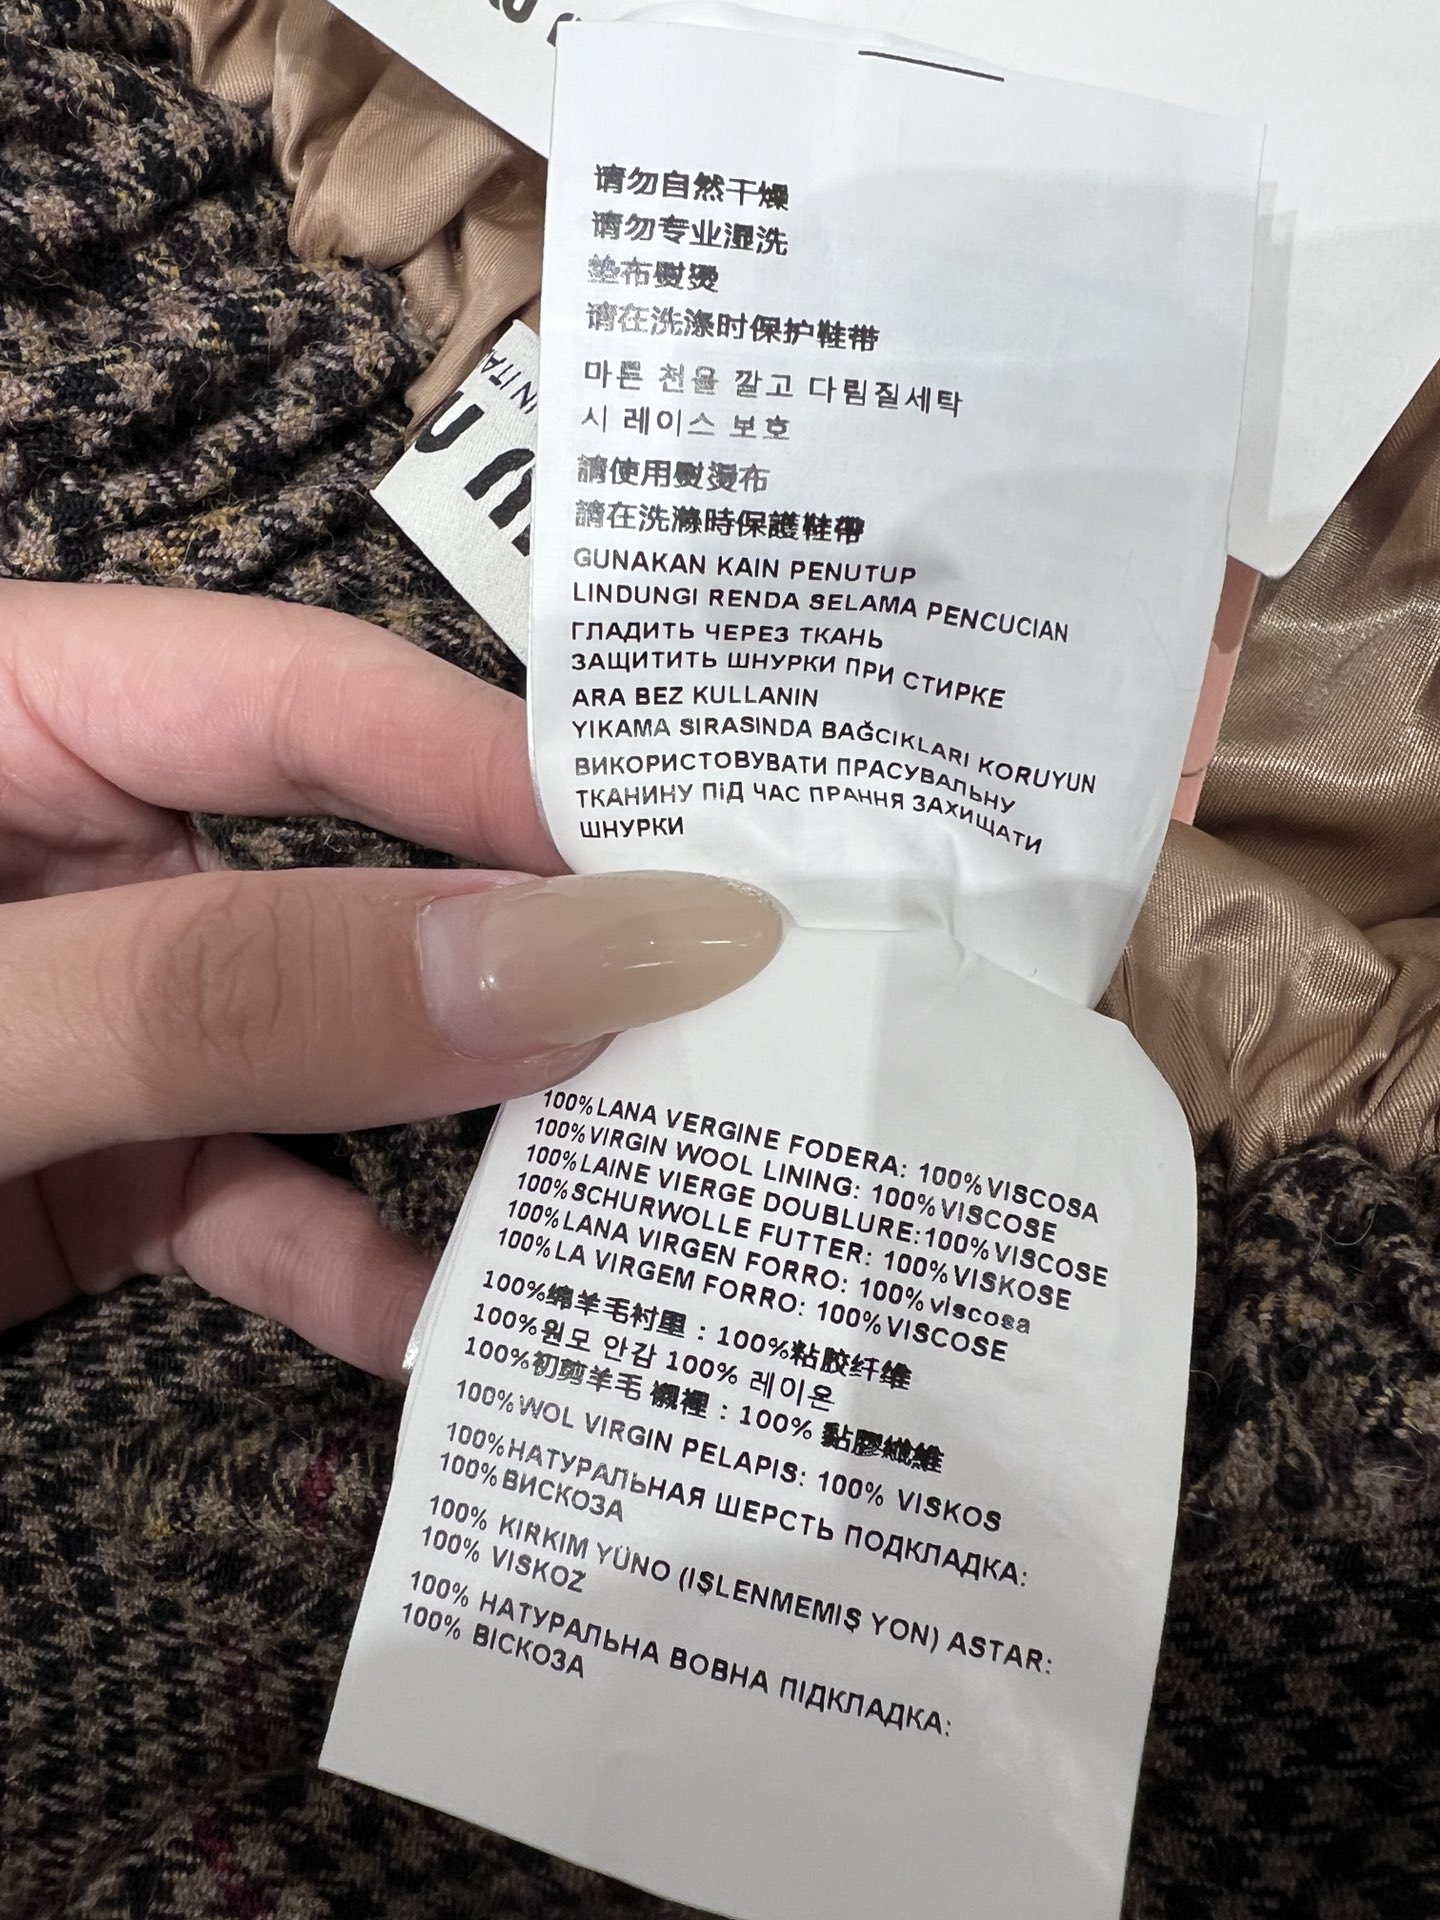 请勿自然干燥
请勿专业湿洗
垫布熨烫
请在洗涤时保护鞋带
마른 천을 깔고 다림질세탁
시 레이스 보호
請使用熨燙布
請在洗滌時保護鞋帶
GUNAKAN KAIN PENUTUP
LINDUNGI RENDA SELAMA PENCUCIAN
ГЛАДИТЬ ЧЕРЕЗ ТКАНЬ
ЗАЩИТИТЬ ШНУРКИ ПРИ СТИРКЕ
ARA BEZ KULLANIN
YIKAMA SIRASINDA BAĞCIKLARI KORUYUN
ВИКОРИСТОВУВАТИ ПРАСУВАЛЬНУ
ТКАНИНУ ПІД ЧАС ПРАННЯ ЗАХИЩАТИ
ШНУРКИ
100%LANA VERGINE FODERA: 100%VISCOSA
100%VIRGIN WOOL LINING: 100%VISCOSE
100%LAINE VIERGE DOUBLURE:100%VISCOSE
100%SCHURWOLLE FUTTER: 100%VISKOSE
100%LANA VIRGEN FORRO: 100%viscosa
100%LA VIRGEM FORRO: 100%VISCOSE
100%绵羊毛衬里：100%粘胶纤维
100%원모 안감 100% 레이온
100%初剪羊毛 襯裡：100% 黏膠纖維
100%WOL VIRGIN PELAPIS: 100% VISKOS
100%НАТУРАЛЬНАЯ ШЕРСТЬ ПОДКЛАДКА:
100%ВИСКОЗА
100% KIRKIM YÜNO (IŞLENMEMIŞ YON) ASTAR:
100% VISKOZ
100% НАТУРАЛЬНА ВОВНА ПІДКЛАДКА:
100% ВІСКОЗА